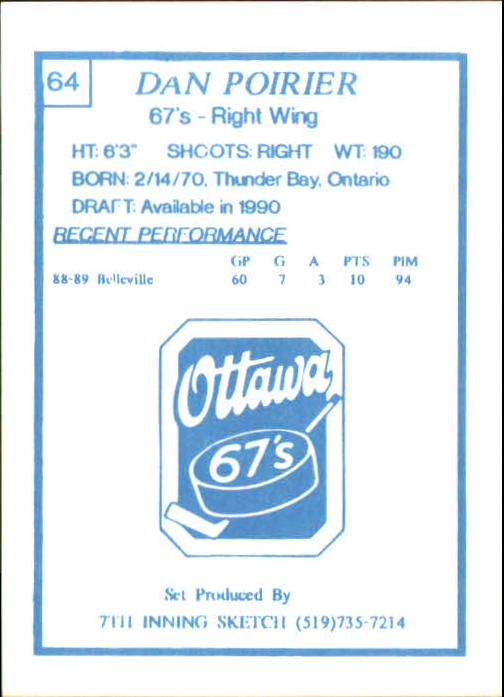 64
DAN POIRIER
67's - Right Wing
HT: 6'3" SHOOTS: RIGHT WT: 190
BORN: 2/14/70, Thunder Bay, Ontario
DRAFT: Available in 1990
RECENT PERFORMANCE
GP G A PTS PIM
88-89 Belleville 60 7 3 10 94
Ottawa
67's
Set Produced By
7TH INNING SKETCH (519)735-7214